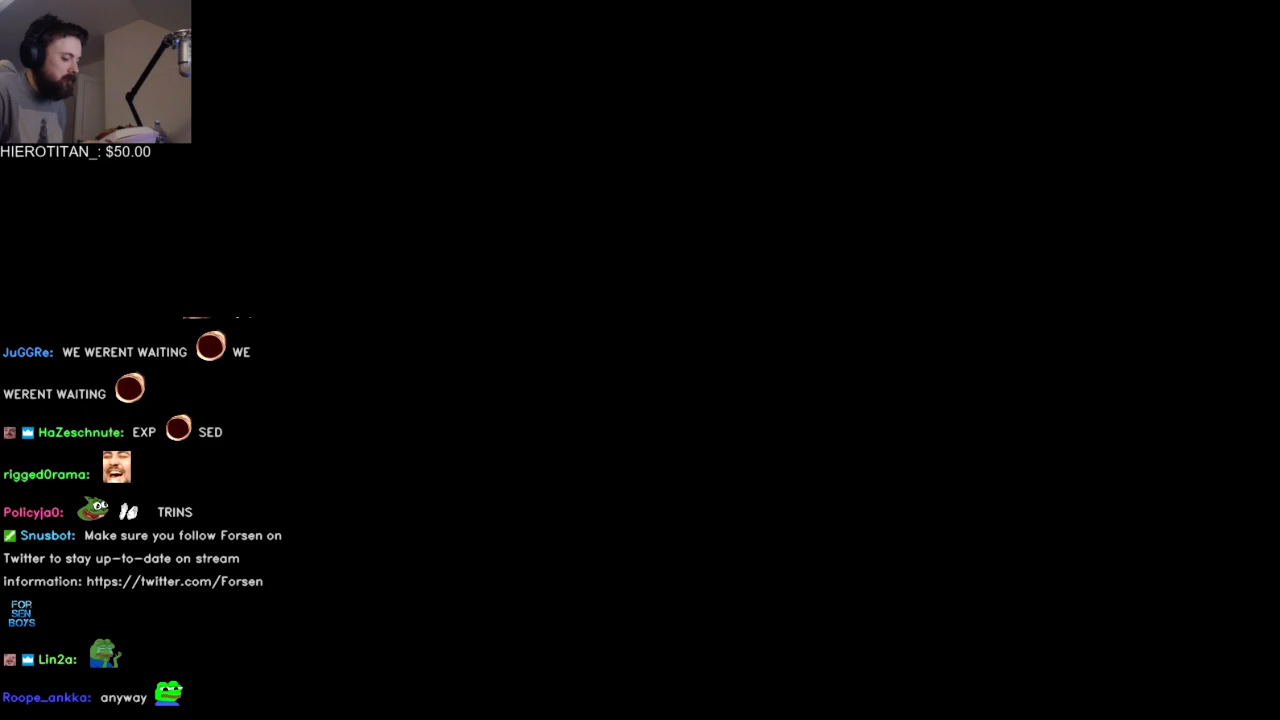 HIEROTITAN_: $50.00
JuGGRe: WE WERENT WAITING WE
WERENT WAITING
HaZeschnute: EXP SED
rigged0rama:
Policyja0: TRINS
Snusbot: Make sure you follow Forsen on
Twitter to stay up-to-date on stream
information: https://twitter.com/Forsen
FOR
SEN
BOYS
Lin2a:
Roope_ankka: anyway